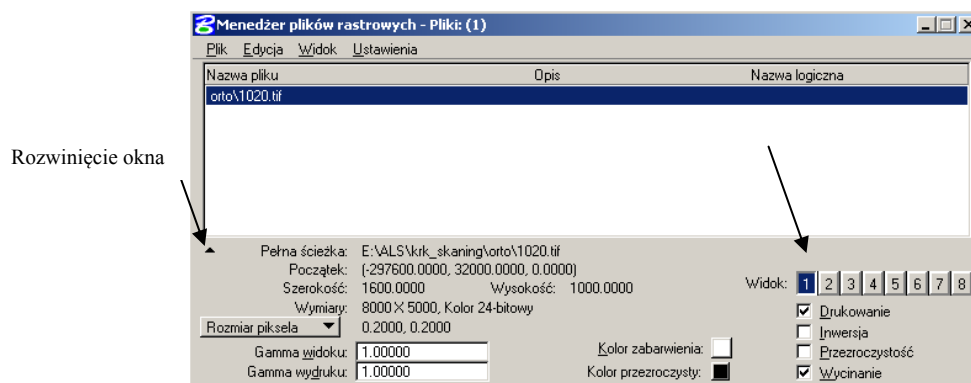 Menedżer plików rastrowych - Pliki: (1)
Plik Edycja Widok Ustawienia
Nazwa pliku Opis Nazwa logiczna
orto\1020.tif
Rozwinięcie okna
Pełna ścieżka: E:\ALS\krk_skaning\orto\1020.tif
Początek: (-297600.0000, 32000.0000, 0.0000)
Szerokość: 1600.0000 Wysokość: 1000.0000
Widok: 1 2 3 4 5 6 7 8
Wymiary: 8000 X 5000, Kolor 24-bitowy
Drukowanie
Rozmiar piksela 0.2000, 0.2000
Inwersja
Gamma widoku: 1.00000 Kolor zabarwienia: Przezroczystość
Gamma wydruku: 1.00000 Kolor przezroczysty: Wycinanie